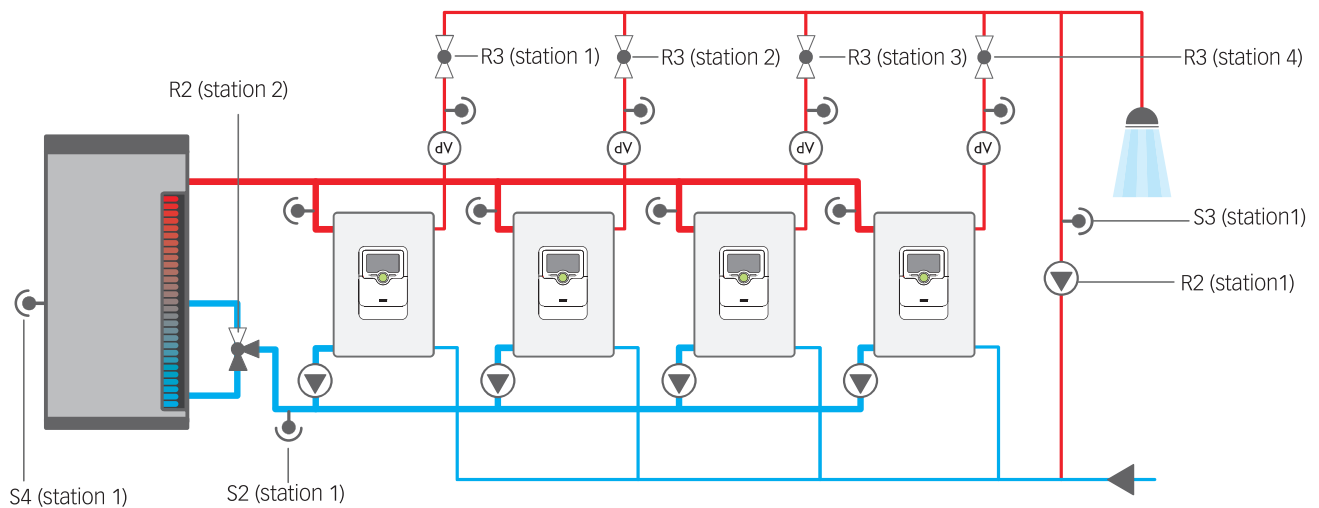 R3 (station 1)
R3 (station 2)
R3 (station 3)
R3 (station 4)
R2 (station 2)
dV
dV
dV
dV
S3 (station1)
R2 (station1)
S4 (station 1)
S2 (station 1)